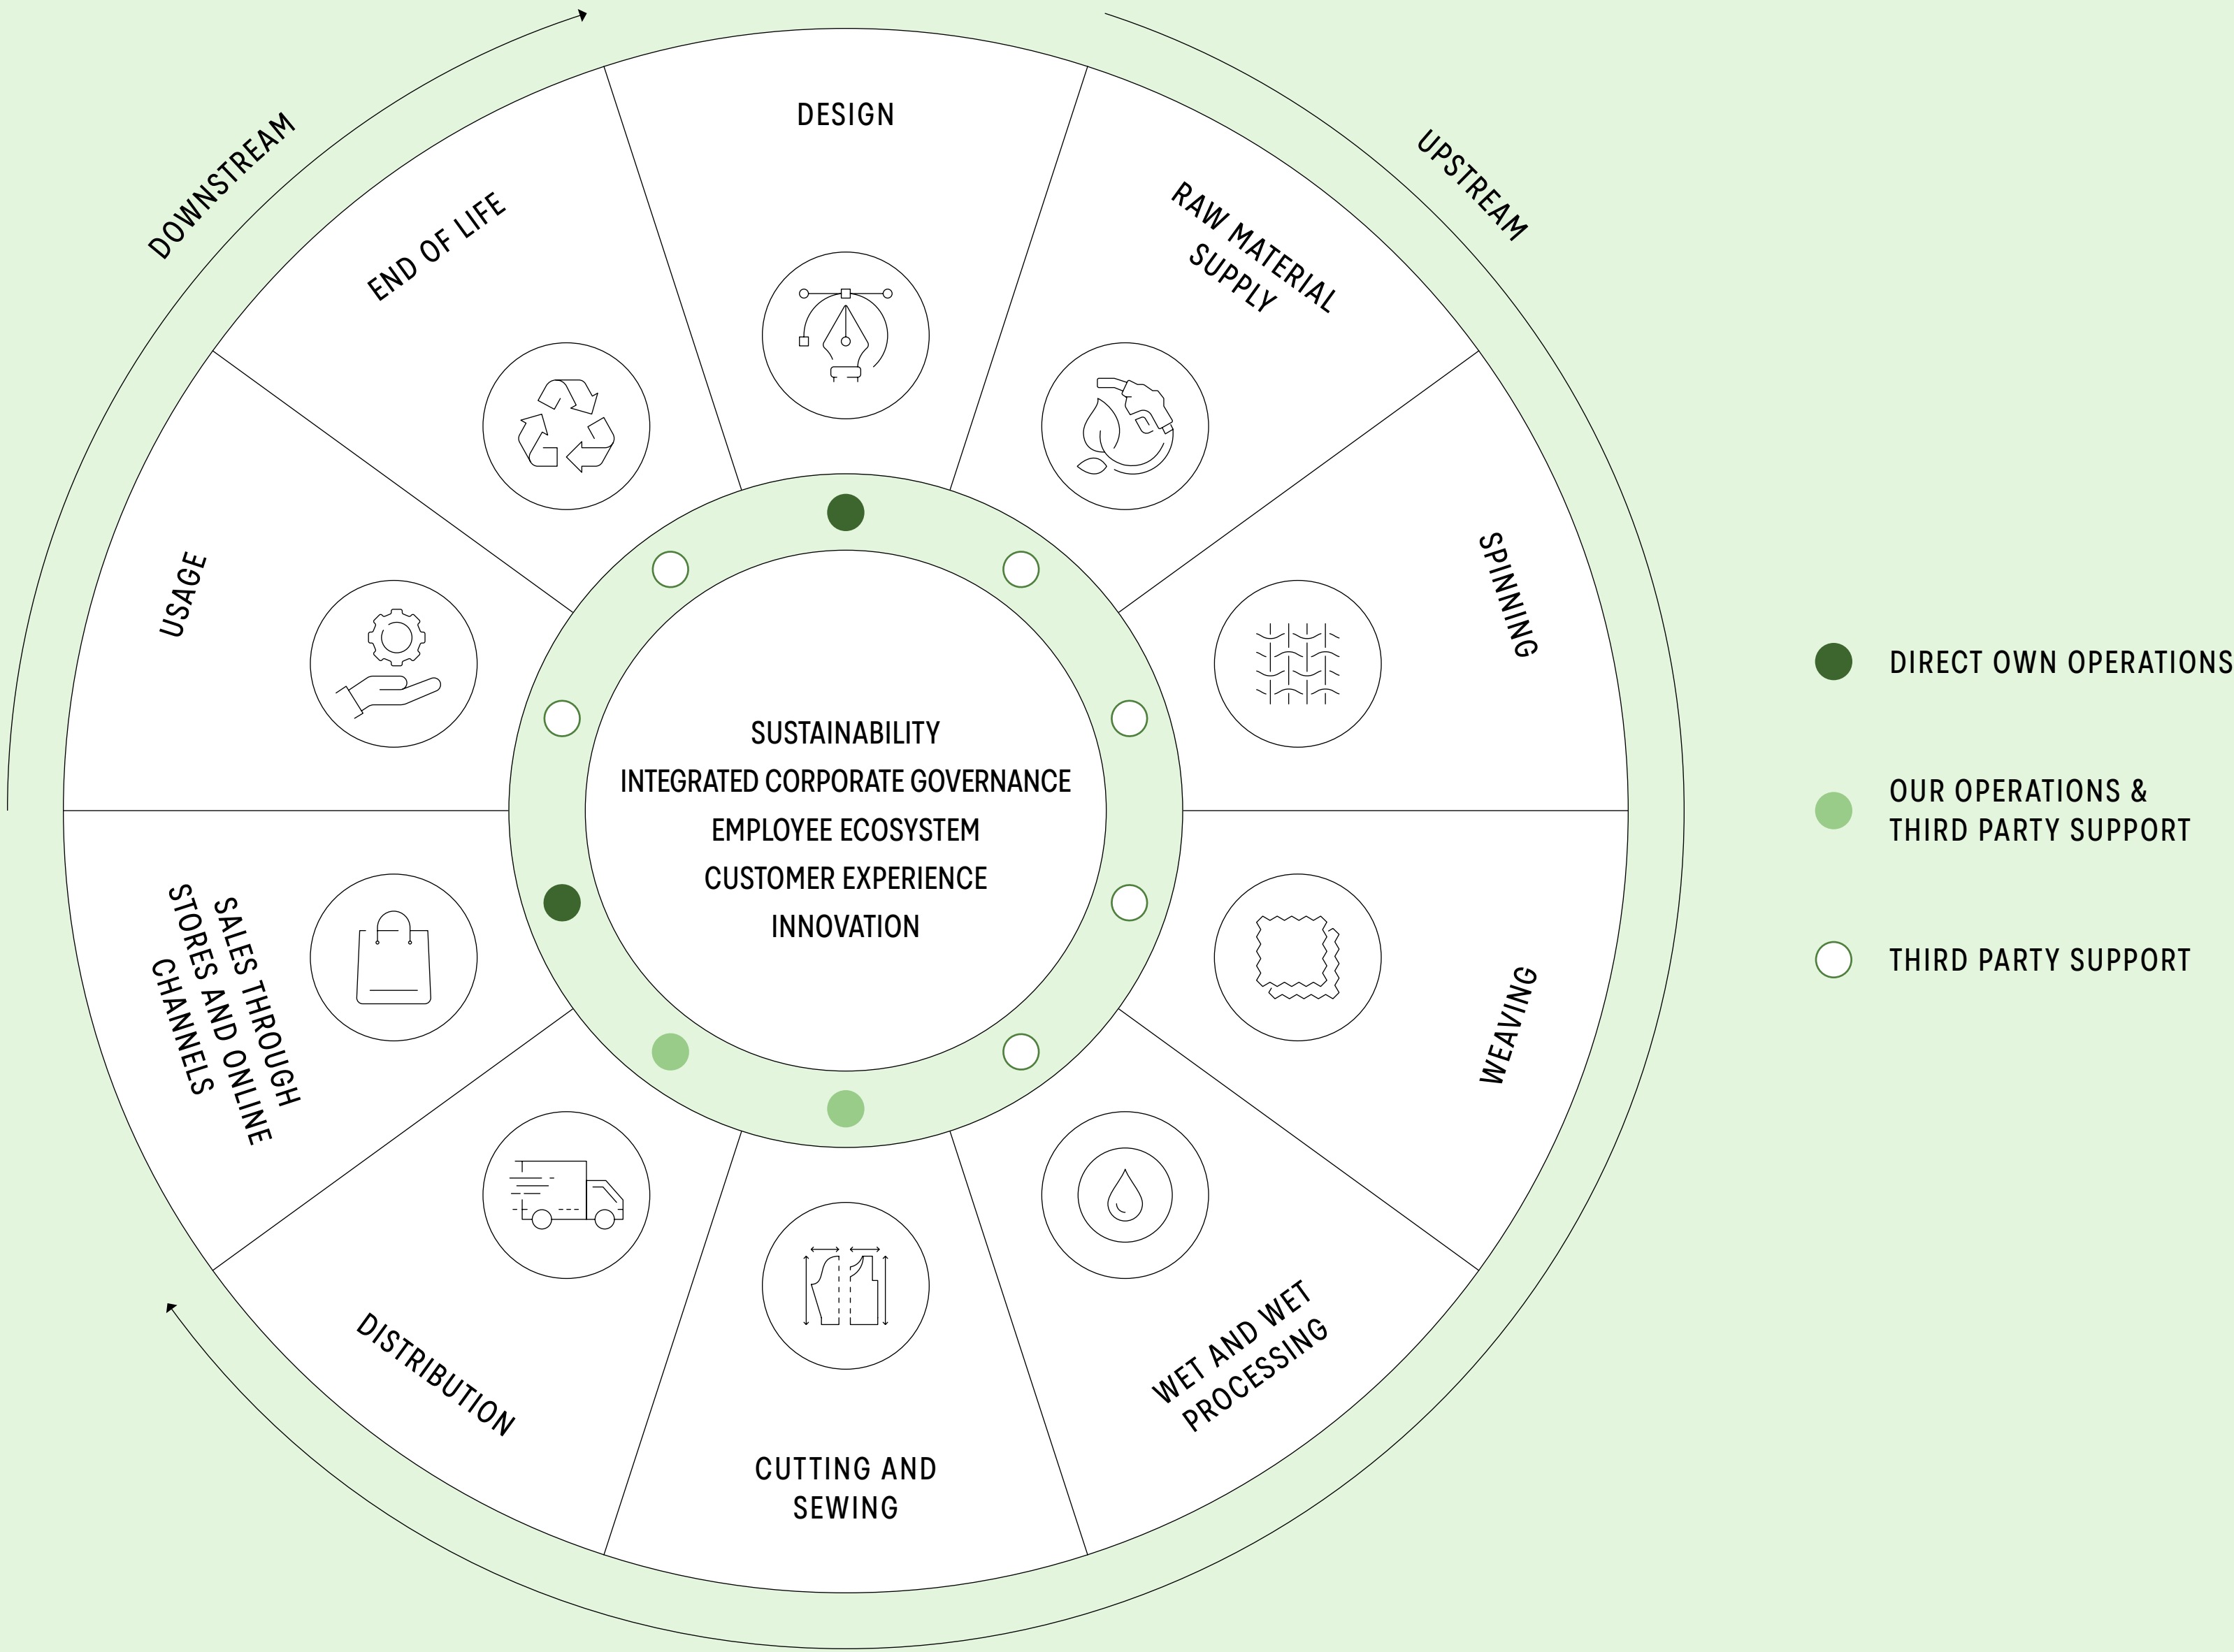 DOWNSTREAM
UPSTREAM
DESIGN
RAW MATERIAL
SUPPLY
SPINNING
WEAVING
WET AND WET
PROCESSING
CUTTING AND
SEWING
DISTRIBUTION
SALES THROUGH
STORES AND ONLINE
CHANNELS
USAGE
END OF LIFE
SUSTAINABILITY
INTEGRATED CORPORATE GOVERNANCE
EMPLOYEE ECOSYSTEM
CUSTOMER EXPERIENCE
INNOVATION
DIRECT OWN OPERATIONS
OUR OPERATIONS &
THIRD PARTY SUPPORT
THIRD PARTY SUPPORT